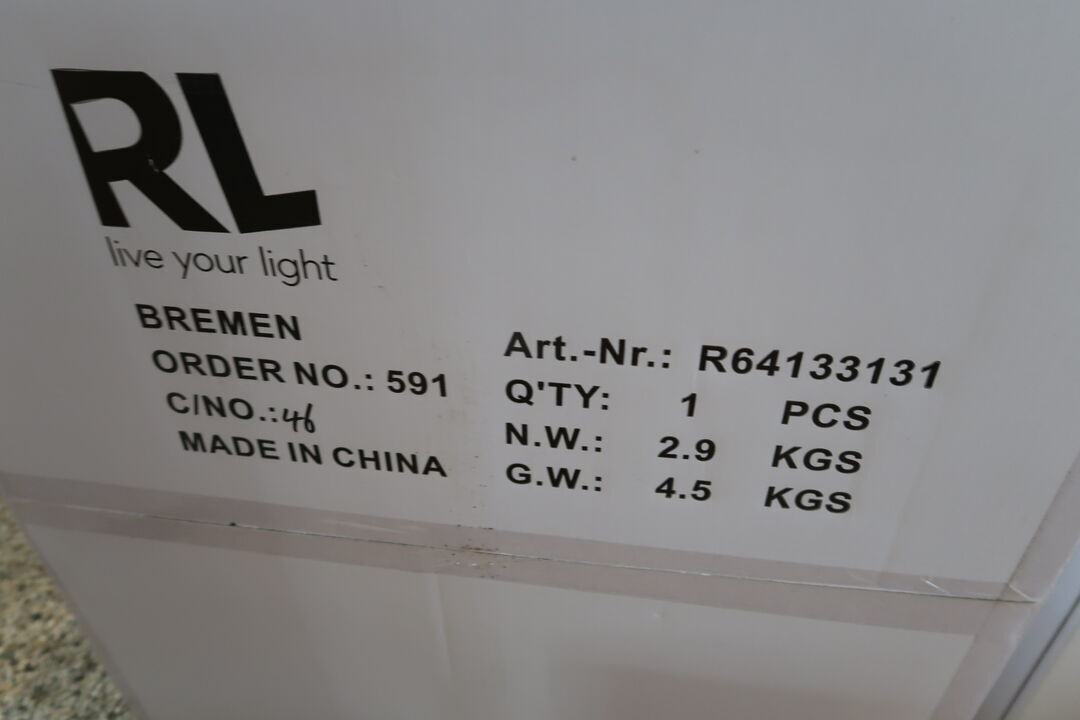 RL
live your light
BREMEN
ORDER NO.: 591
C/NO.: 46
MADE IN CHINA
Art.-Nr.: R64133131
Q'TY: 1 PCS
N.W.: 2.9 KGS
G.W.: 4.5 KGS